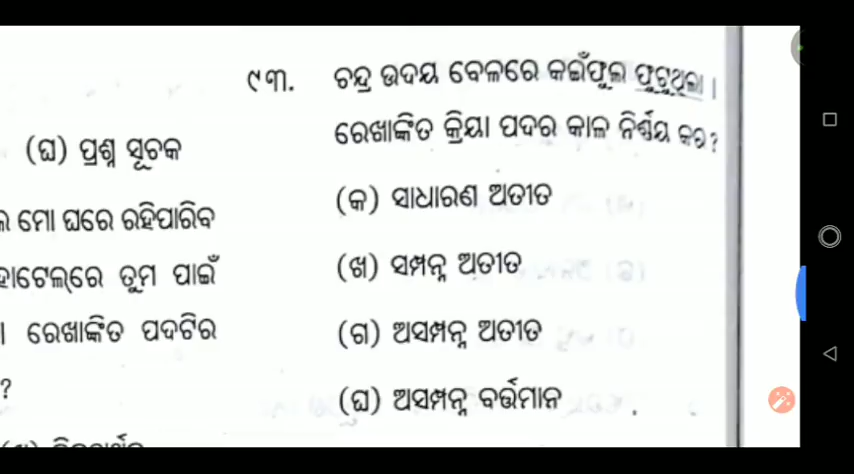 ୯୩. ଚନ୍ଦ୍ର ଉଦୟ ବେଳରେ କଇଁଫୁଲ ଫୁଟୁଥିଲା |
ରେଖାଙ୍କିତ କ୍ରିୟା ପଦର କାଳ ନିର୍ଣ୍ଣୟ କର?
(ଘ) ପ୍ରଶ୍ନ ସୂଚକ
(କ) ସାଧାରଣ ଅତୀତ
ମୋ ଘରେ ରହିପାରିବ
(ଖ) ସମ୍ପନ୍ନ ଅତୀତ
ତୁମ ପାଇଁ
(ଗ) ଅସମ୍ପନ୍ନ ଅତୀତ
ରେଖାଙ୍କିତ ପଦଟିର
?
(ଘ) ଅସମ୍ପନ୍ନ ବର୍ତ୍ତମାନ